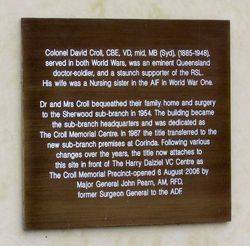 Colonel David Croll, CBE, VD, mid, MB (Syd), (1885-1948),
served in both World Wars, was an eminent Queensland
doctor-soldier, and a staunch supporter of the RSL.
His wife was a Nursing sister in the AIF in World War One.
Dr and Mrs Croll bequeathed their family home and surgery
to the Sherwood sub-branch in 1954. The building became
the sub-branch headquarters and was dedicated as
The Croll Memorial Centre. In 1967 the title transferred to the
new sub-branch premises at Corinda. Following various
changes over the years, the title now attaches to
this site in front of The Harry Dalziel VC Centre as
The Croll Memorial Precinct-opened 6 August 2006 by
Major General John Pearn, AM, RFD,
former Surgeon General to the ADF